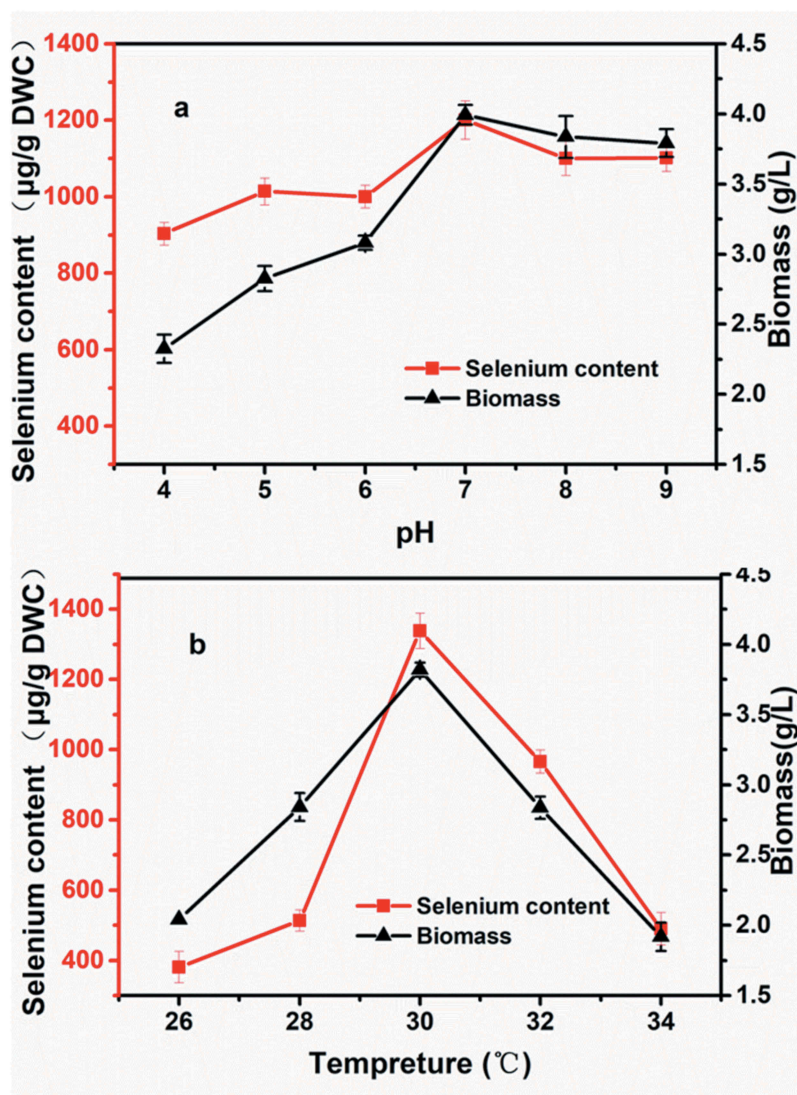 a
1400
1200
1000
800
600
400
Selenium content（μg/g DWC）
4.5
4.0
3.5
3.0
2.5
2.0
1.5
Biomass (g/L)
Selenium content
Biomass
4 5 6 7 8 9
pH
b
1400
1200
1000
800
600
400
Selenium content（μg/g DWC）
4.5
4.0
3.5
3.0
2.5
2.0
1.5
Biomass(g/L)
Selenium content
Biomass
26 28 30 32 34
Tempreture (℃)